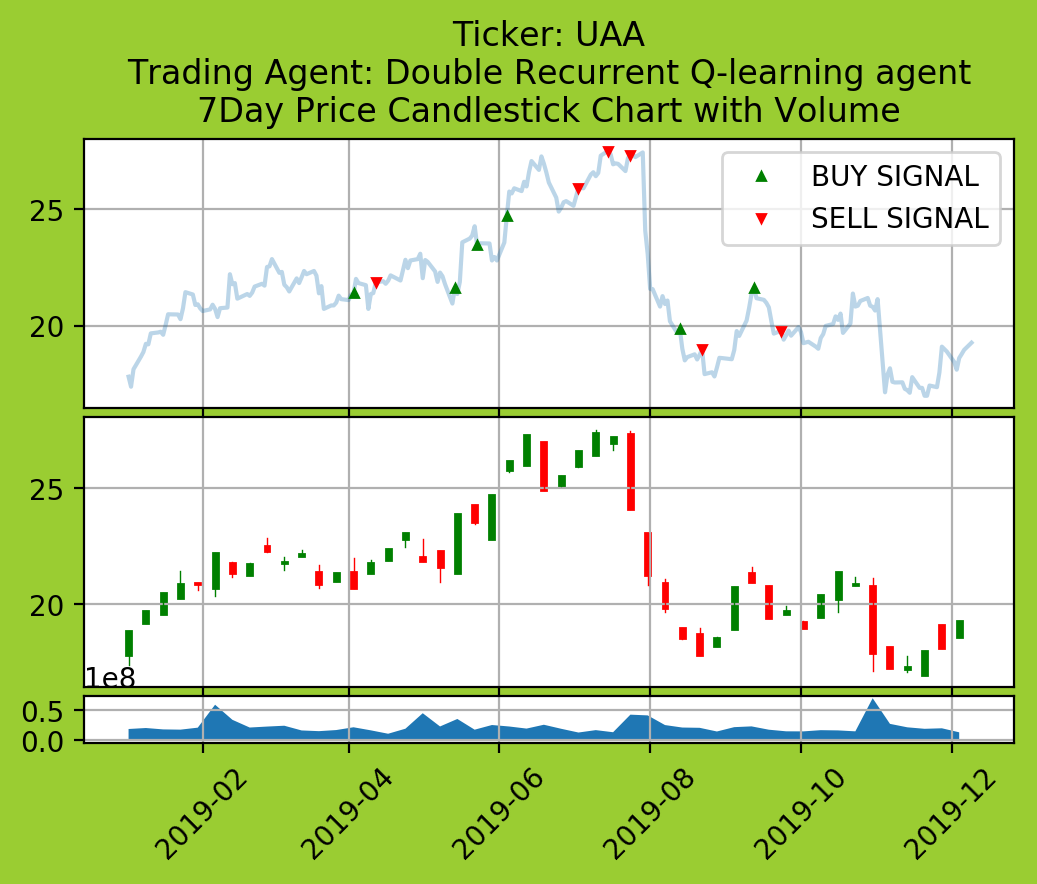 Ticker: UAA
Trading Agent: Double Recurrent Q-learning agent
7Day Price Candlestick Chart with Volume
BUY SIGNAL
SELL SIGNAL
25
20
25
20
1e8
0.5
0.0
2019-02
2019-04
2019-06
2019-08
2019-10
2019-12